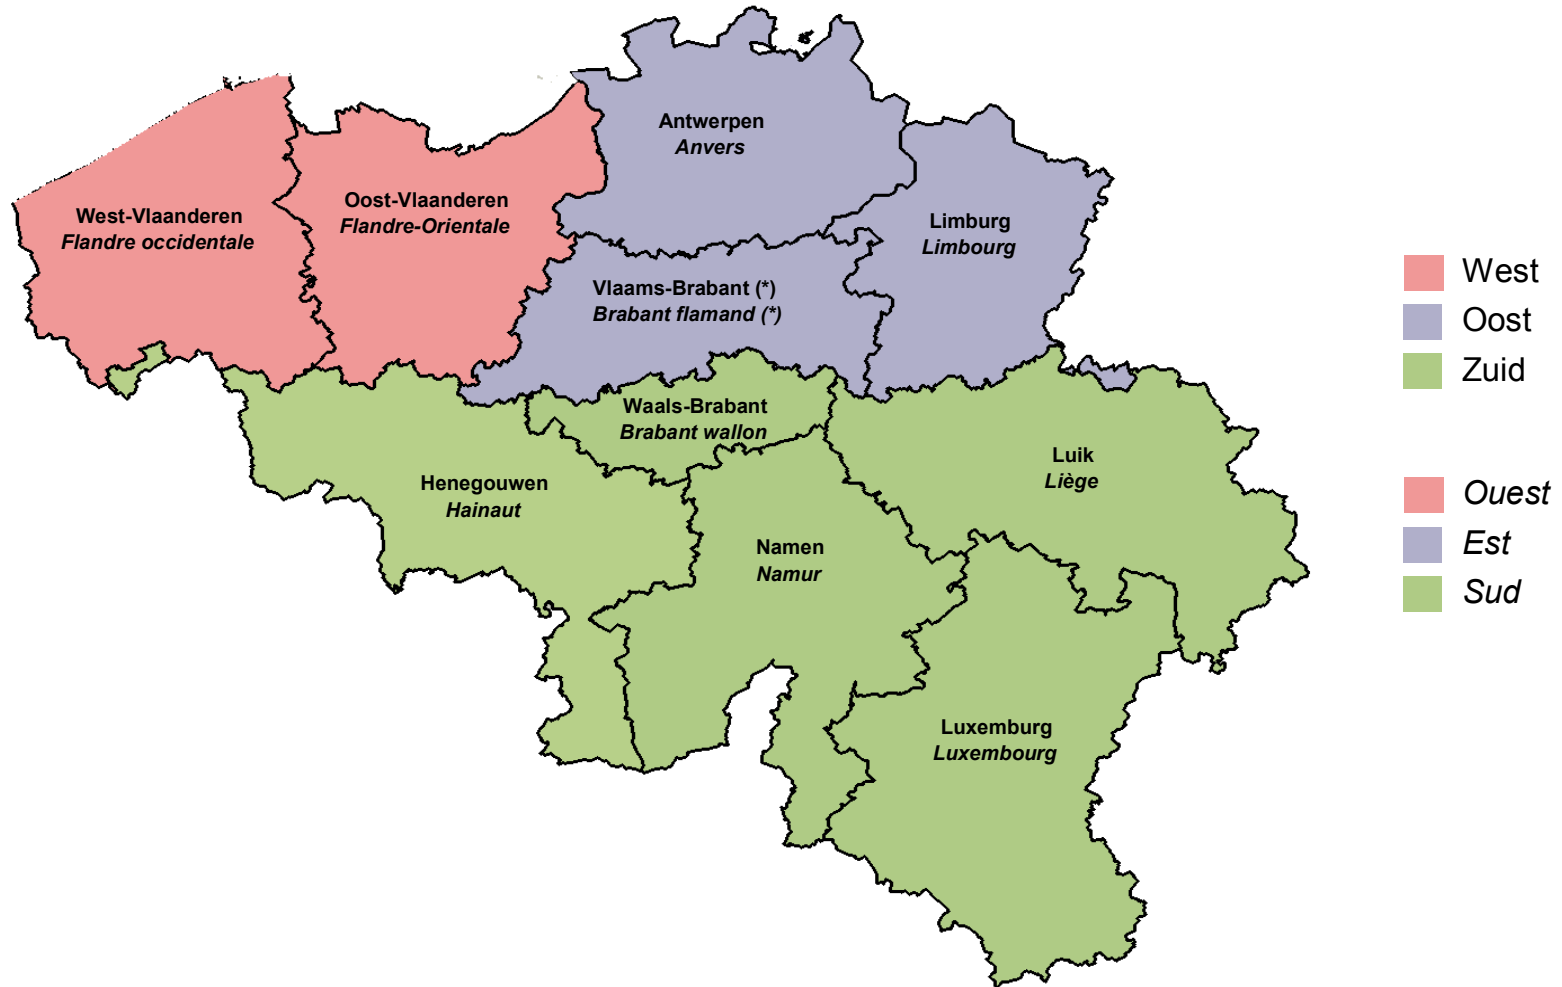 Antwerpen
Anvers
West-Vlaanderen
Flandre occidentale
Oost-Vlaanderen
Flandre-Orientale
Limburg
Limbourg
Vlaams-Brabant (*)
Brabant flamand (*)
Waals-Brabant
Brabant wallon
Luik
Liège
Henegouwen
Hainaut
Namen
Namur
Luxemburg
Luxembourg
West
Oost
Zuid
Ouest
Est
Sud